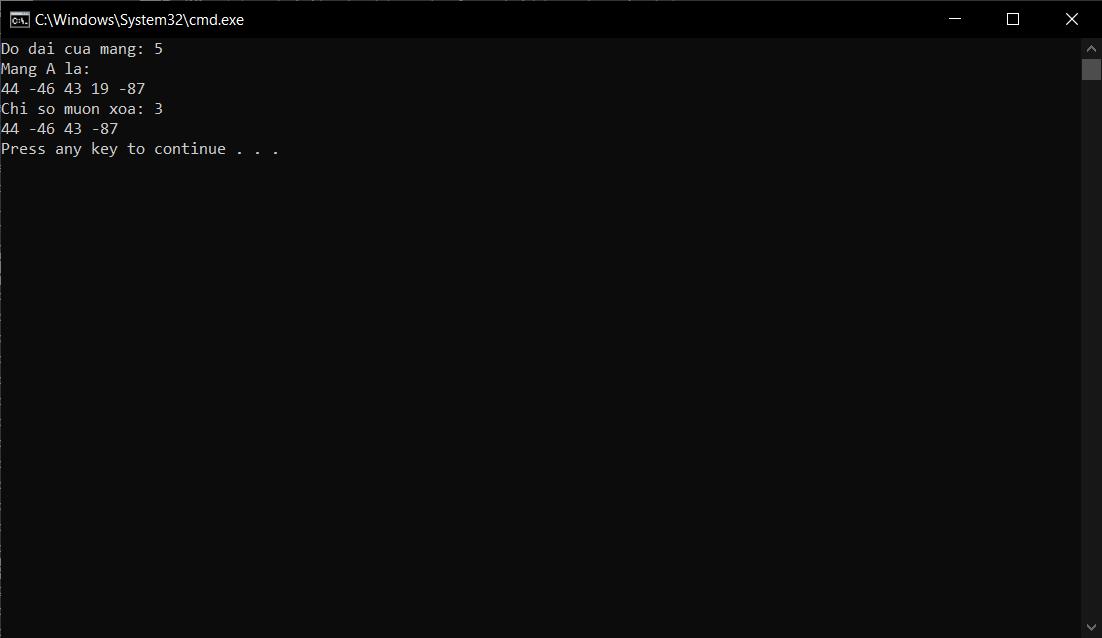 C:\Windows\System32\cmd.exe
Do dai cua mang: 5
Mang A la:
44 -46 43 19 -87
Chi so muon xoa: 3
44 -46 43 -87
Press any key to continue . . .